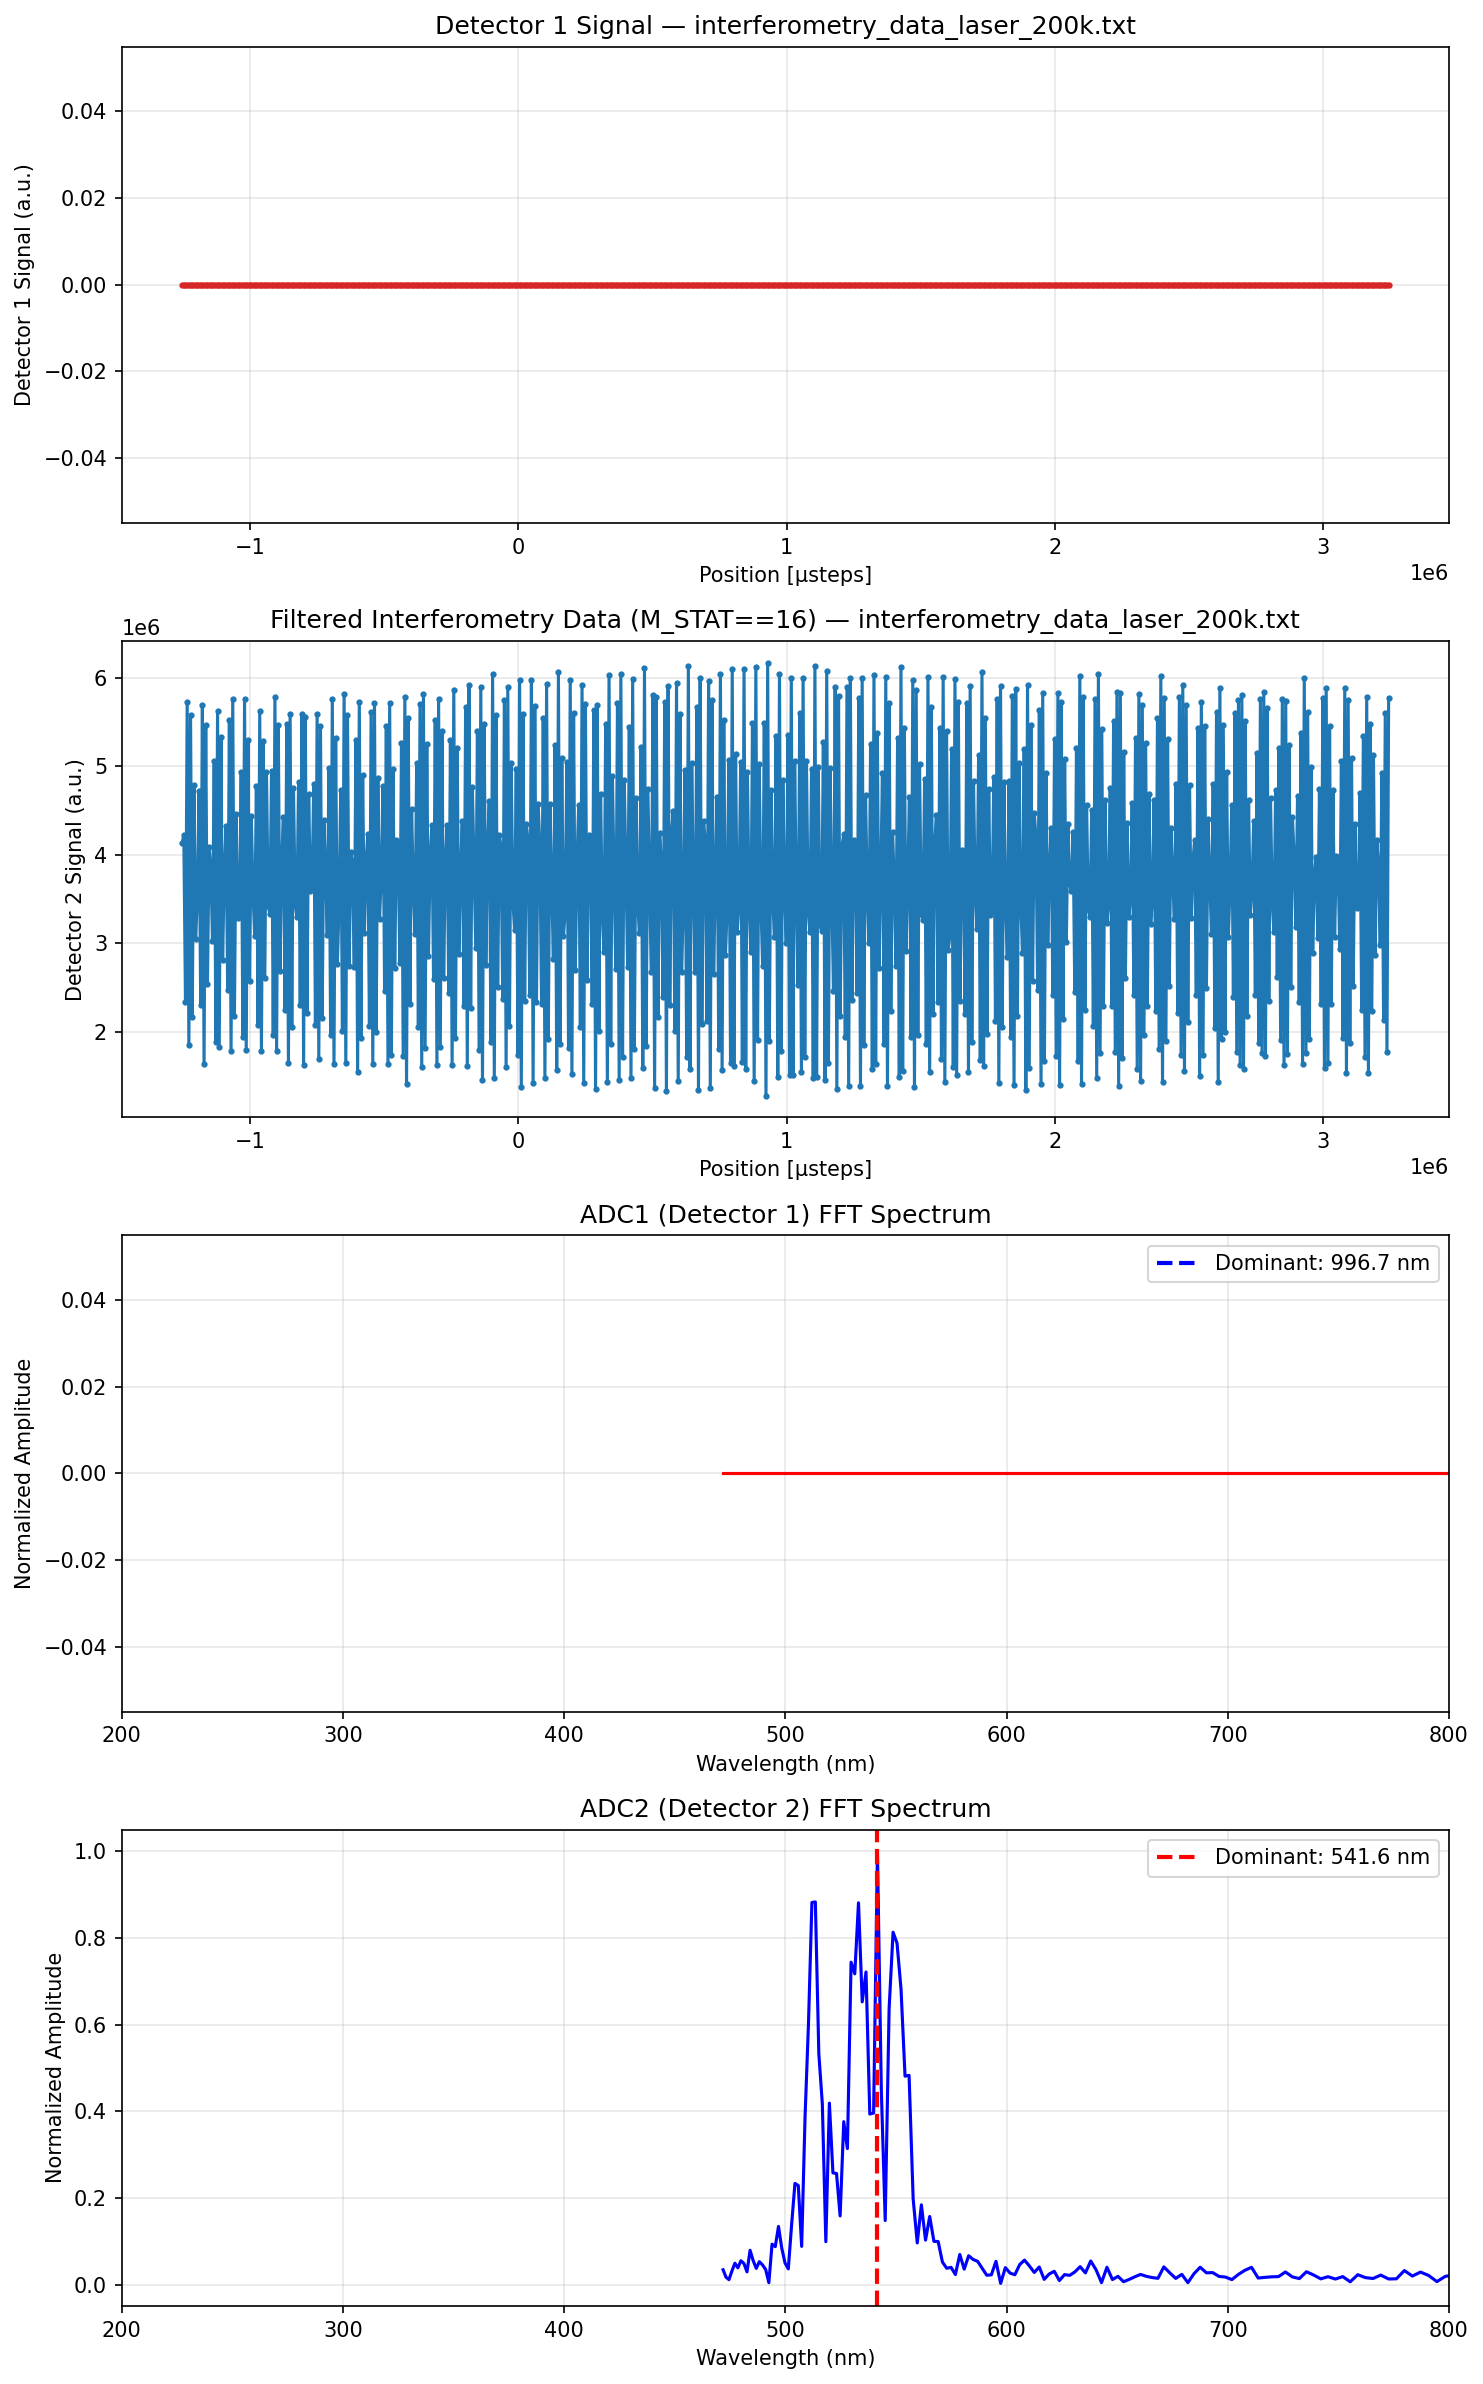 Detector 1 Signal — interferometry_data_laser_200k.txt
0.04
0.02
0.00
−0.02
−0.04
Detector 1 Signal (a.u.)
−1
0
1
2
3
1e6
Position [µsteps]
Filtered Interferometry Data (M_STAT==16) — interferometry_data_laser_200k.txt
1e6
6
5
4
3
2
Detector 2 Signal (a.u.)
−1
0
1
2
3
1e6
Position [µsteps]
ADC1 (Detector 1) FFT Spectrum
Dominant: 996.7 nm
0.04
0.02
0.00
−0.02
−0.04
Normalized Amplitude
200
300
400
500
600
700
800
Wavelength (nm)
ADC2 (Detector 2) FFT Spectrum
Dominant: 541.6 nm
1.0
0.8
0.6
0.4
0.2
0.0
Normalized Amplitude
200
300
400
500
600
700
800
Wavelength (nm)